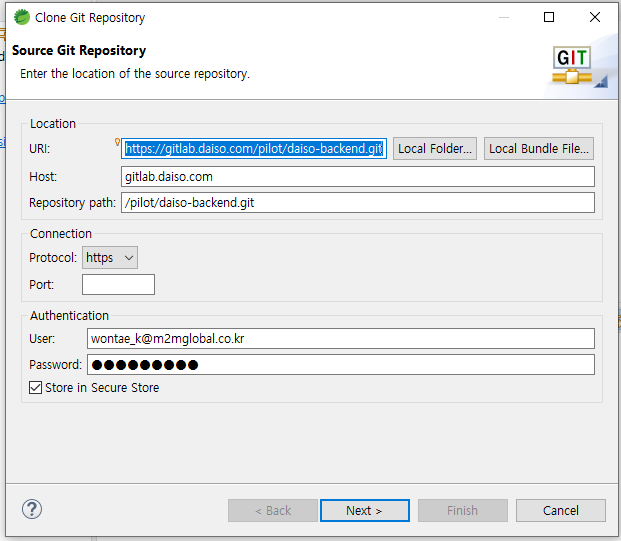 Clone Git Repository
Source Git Repository
Enter the location of the source repository.
GIT
Location
URI: https://gitlab.daiso.com/pilot/daiso-backend.git Local Folder... Local Bundle File...
Host: gitlab.daiso.com
Repository path: /pilot/daiso-backend.git
Connection
Protocol: https
Port:
Authentication
User: wontae_k@m2mglobal.co.kr
Password: ●●●●●●●●●
Store in Secure Store
? < Back Next > Finish Cancel